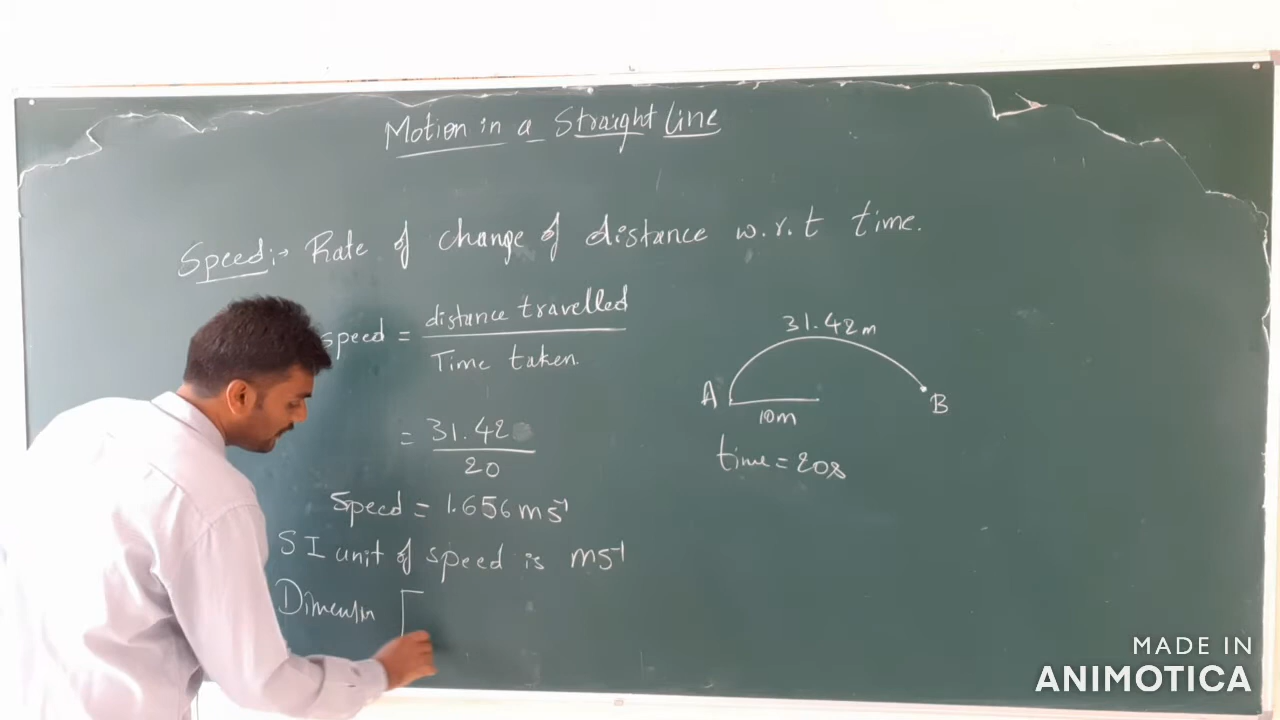 Motion in a Straight Line
Speed:→ Rate of change of distance w.r.t time.
speed = distance travelled
Time taken
= 31.42
20
Speed = 1.656 ms⁻¹
SI unit of speed is ms⁻¹
Dimension [
31.42m
A
B
10m
time = 20s
MADE IN
ANIMOTICA